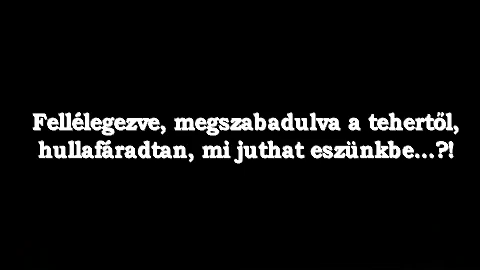 Fellélegezve, megszabadulva a tehertől,
hullafáradtan, mi juthat eszünkbe...?!